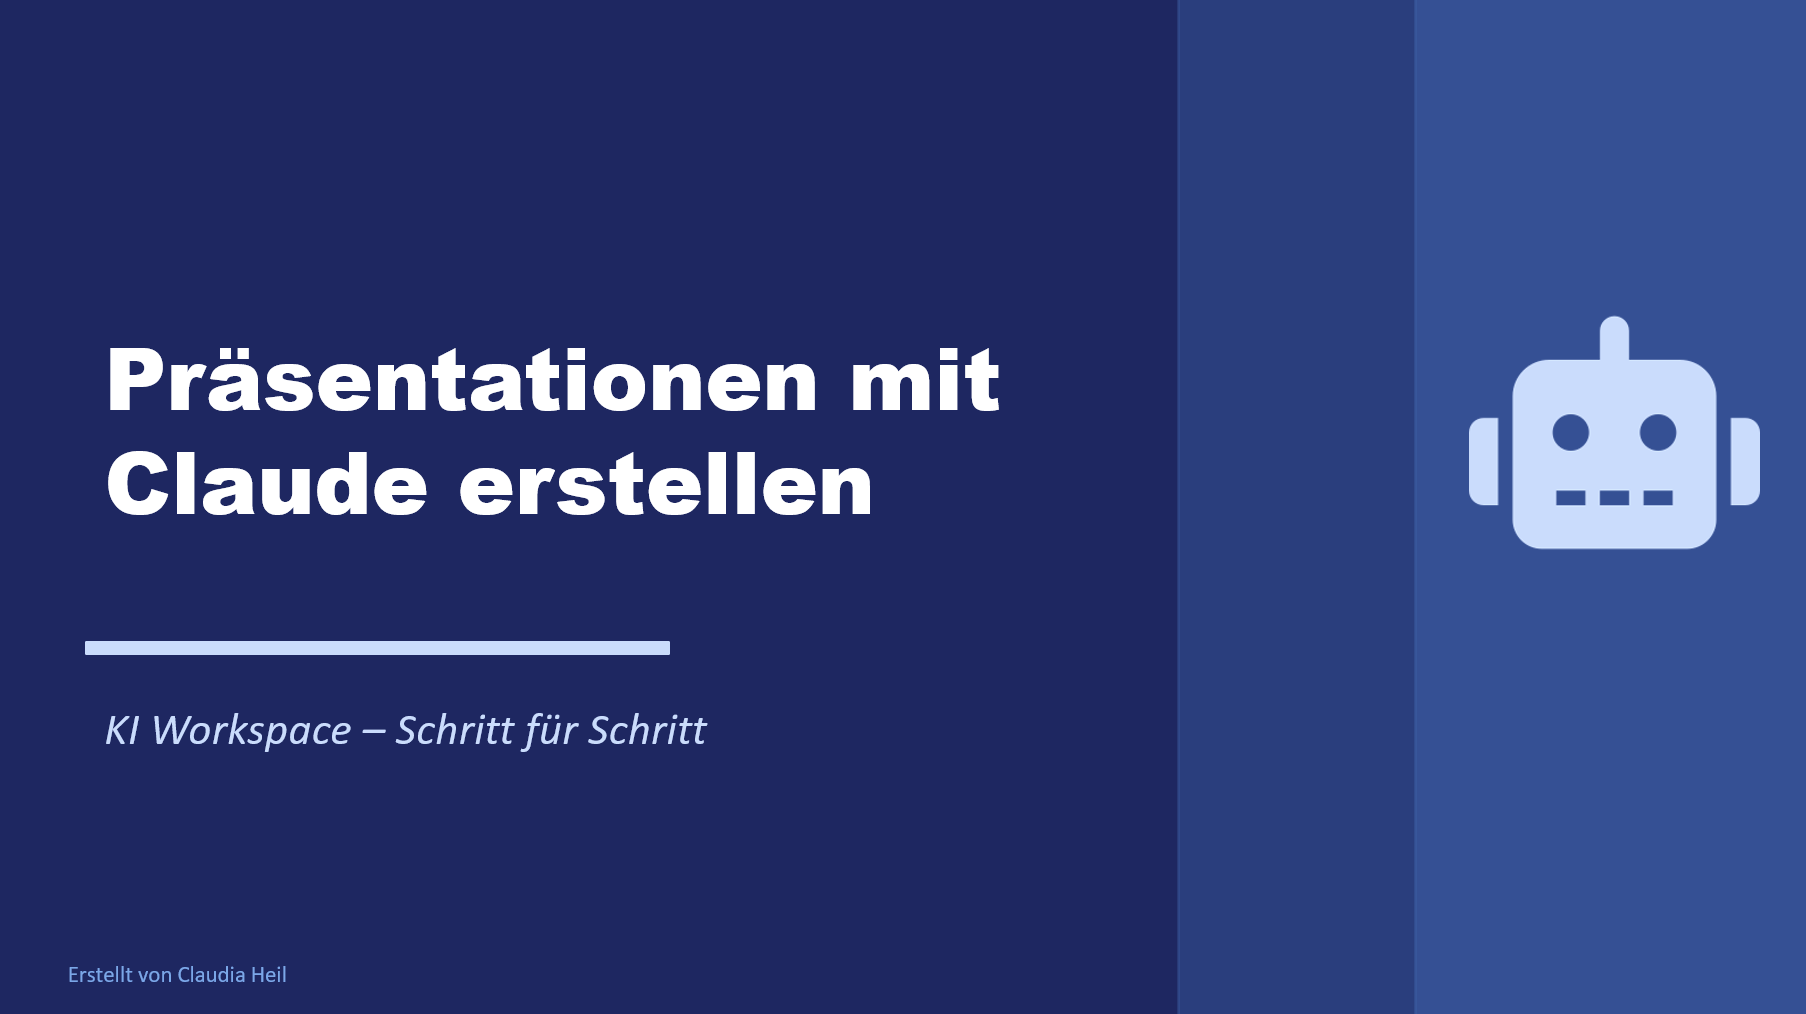 Präsentationen mit
Claude erstellen
KI Workspace – Schritt für Schritt
Erstellt von Claudia Heil